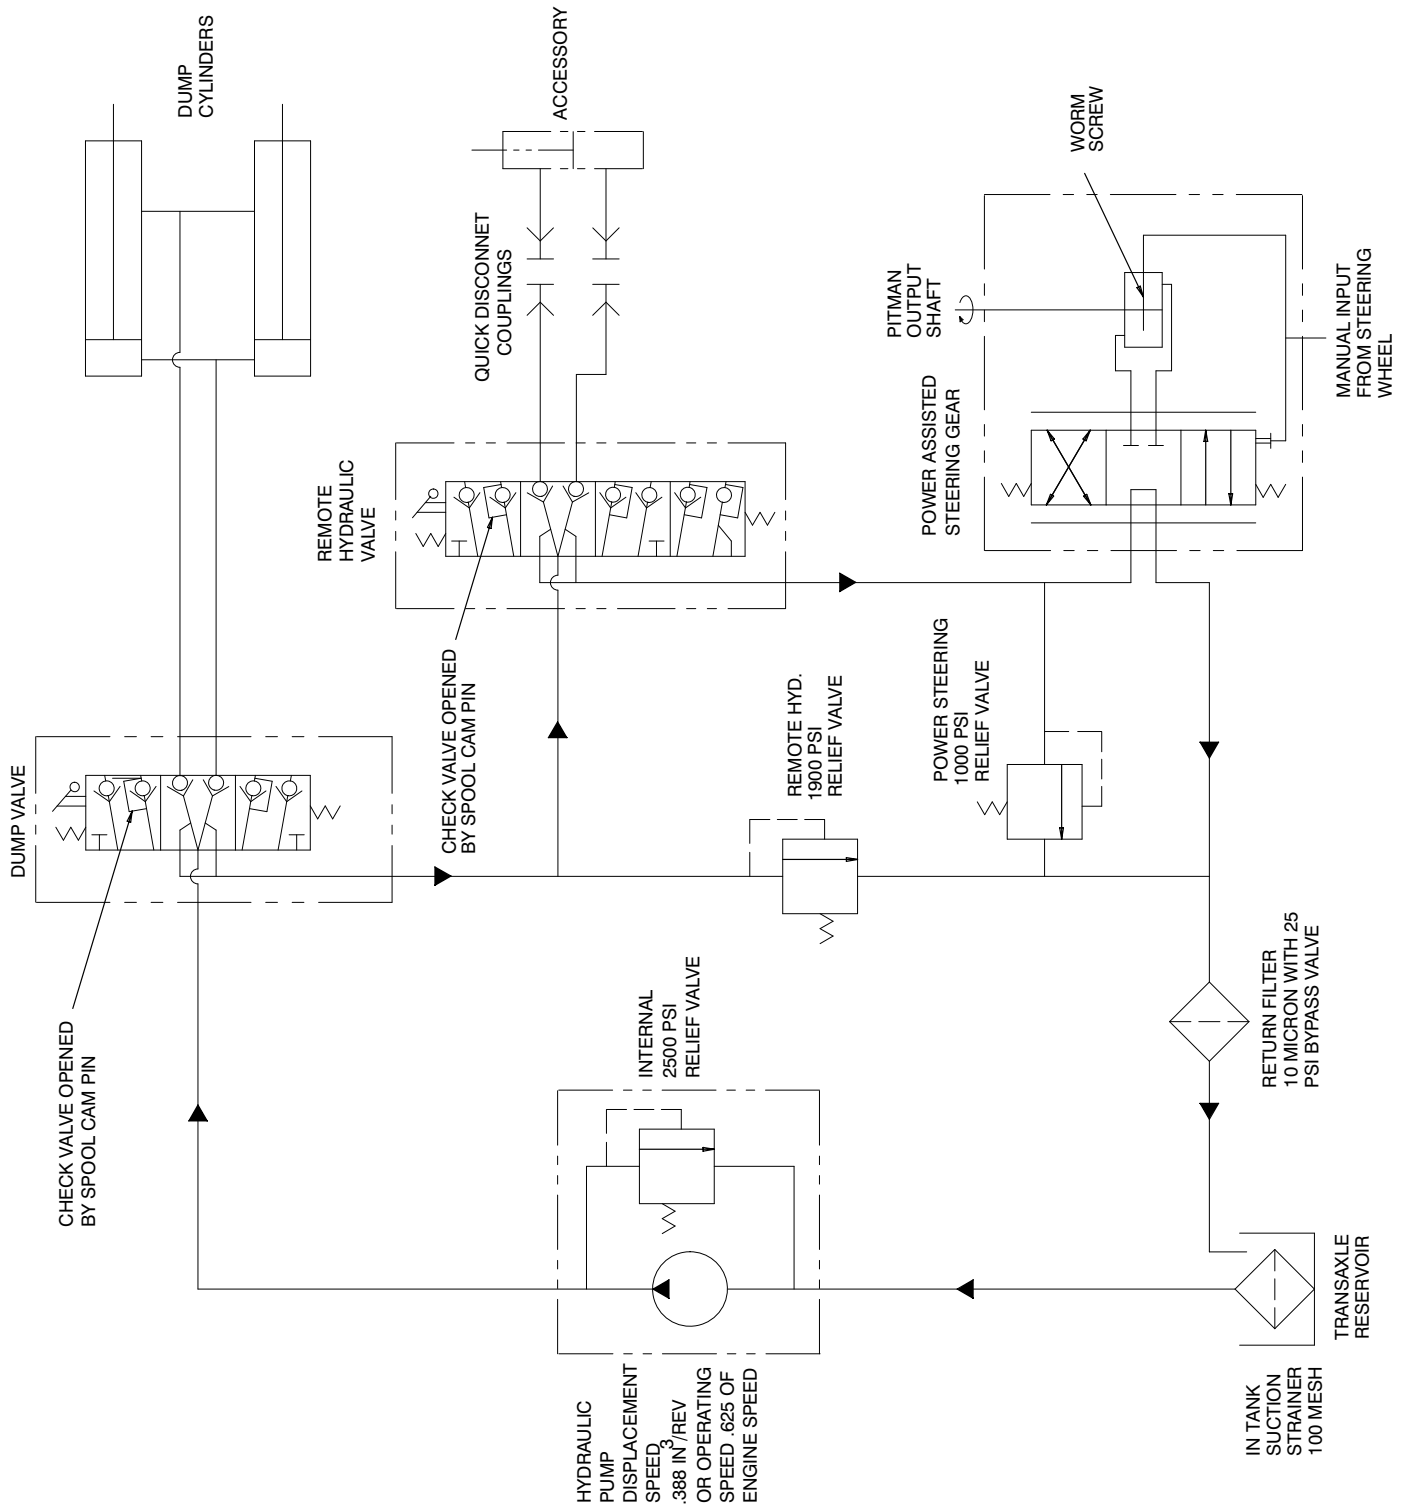 DUMP
CYLINDERS
ACCESSORY
QUICK DISCONNET
COUPLINGS
WORM
SCREW
PITMAN
OUTPUT
SHAFT
MANUAL INPUT
FROM STEERING
WHEEL
POWER ASSISTED
STEERING GEAR
REMOTE
HYDRAULIC
VALVE
DUMP VALVE
CHECK VALVE OPENED
BY SPOOL CAM PIN
REMOTE HYD.
1900 PSI
RELIEF VALVE
POWER STEERING
1000 PSI
RELIEF VALVE
CHECK VALVE OPENED
BY SPOOL CAM PIN
INTERNAL
2500 PSI
RELIEF VALVE
RETURN FILTER
10 MICRON WITH 25
PSI BYPASS VALVE
HYDRAULIC
PUMP
DISPLACEMENT
SPEED
.388 IN³/REV
OR OPERATING
SPEED .625 OF
ENGINE SPEED
TRANSAXLE
RESERVOIR
IN TANK
SUCTION
STRAINER
100 MESH